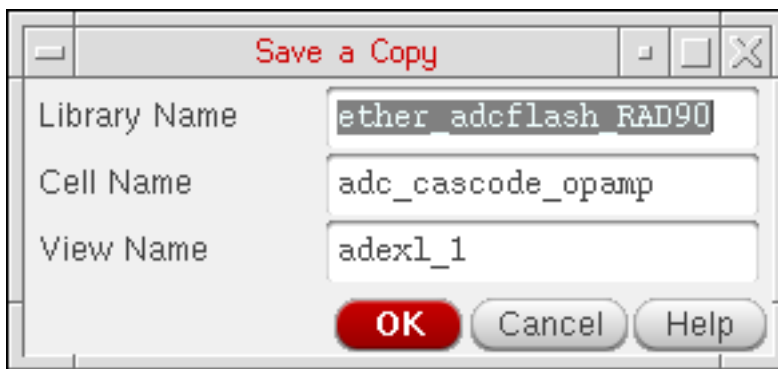 Save a Copy
Library Name ether_adcflash_RAD90
Cell Name adc_cascode_opamp
View Name adexl_1
OK Cancel Help